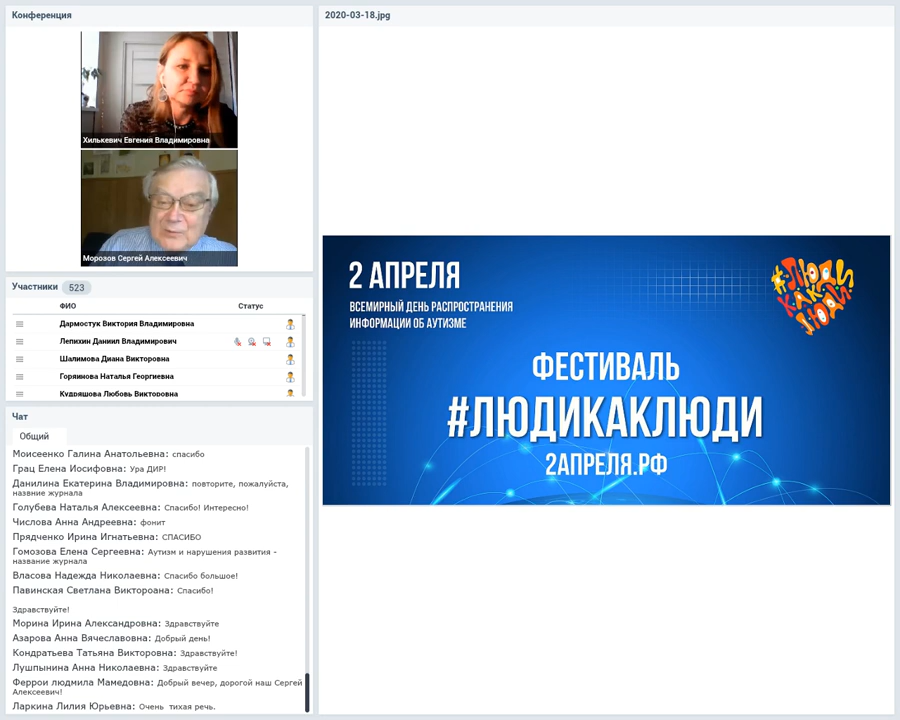 Конференция
Хилькевич Евгения Владимировна
Морозов Сергей Алексеевич
Участники 523
ФИО Статус
Дармостук Виктория Владимировна
Лепихин Даниил Владимирович
Шалимова Диана Викторовна
Горяинова Наталья Георгиевна
Кудряшова Любовь Викторовна
Чат
Общий
Моисеенко Галина Анатольевна: спасибо
Грац Елена Иосифовна: Ура ДИР!
Данилина Екатерина Владимировна: повторите, пожалуйста,
назвние журнала
Голубева Наталья Алексеевна: Спасибо! Интересно!
Числова Анна Андреевна: фонит
Прядченко Ирина Игнатьевна: СПАСИБО
Гомозова Елена Сергеевна: Аутизм и нарушения развития -
название журнала
Власова Надежда Николаевна: Спасибо большое!
Павинская Светлана Викторoана: Спасибо!
Здравствуйте!
Морина Ирина Александровна: Здравствуйте
Азарова Анна Вячеславовна: Добрый день!
Кондратьева Татьяна Викторовна: Здравствуйте!
Лушпынина Анна Николаевна: Здравствуйте
Феррои людмила Мамедовна: Добрый вечер, дорогой наш Сергей
Алексеевич!
Ларкина Лилия Юрьевна: Очень тихая речь.
2020-03-18.jpg
2 АПРЕЛЯ
ВСЕМИРНЫЙ ДЕНЬ РАСПРОСТРАНЕНИЯ
ИНФОРМАЦИИ ОБ АУТИЗМЕ
#ЛЮДИ
КАК
ЛЮДИ
ФЕСТИВАЛЬ
#ЛЮДИКАКЛЮДИ
2АПРЕЛЯ.РФ